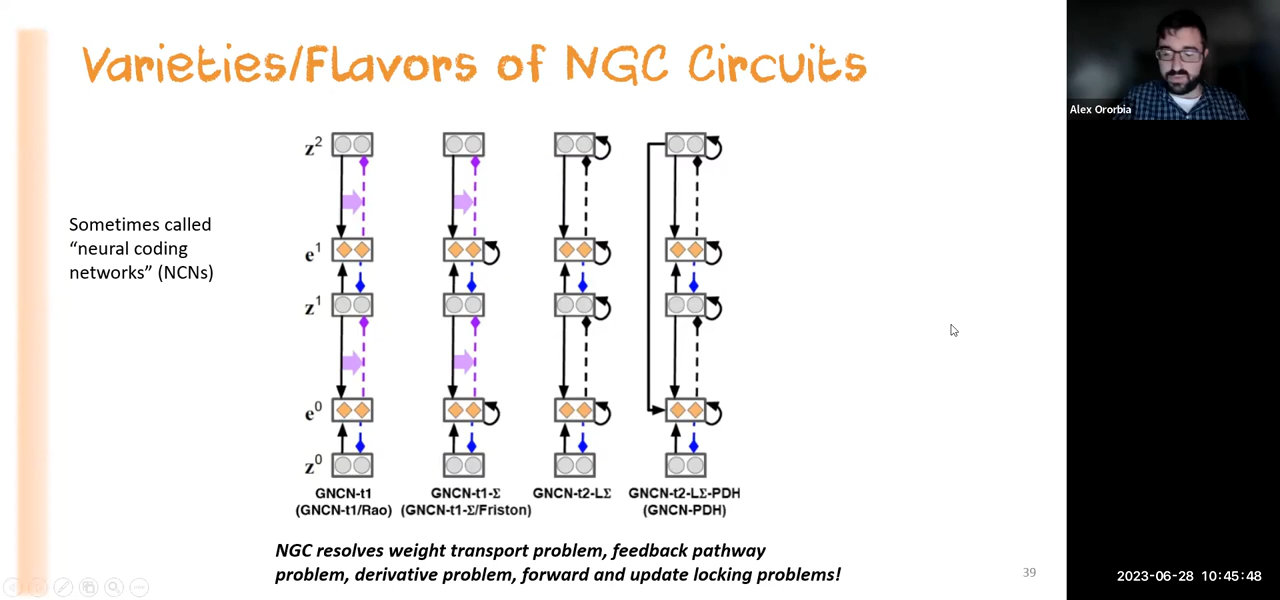 Varieties/Flavors of NGC Circuits
Alex Ororbia
Sometimes called
“neural coding
networks” (NCNs)
z²
e¹
z¹
e⁰
z⁰
GNCN-t1
(GNCN-t1/Rao)
GNCN-t1-Σ
(GNCN-t1-Σ/Friston)
GNCN-t2-LΣ
GNCN-t2-LΣ-PDH
(GNCN-PDH)
NGC resolves weight transport problem, feedback pathway
problem, derivative problem, forward and update locking problems!
39
2023-06-28 10:45:48